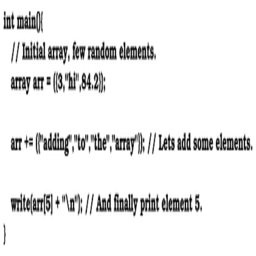 int main(){
// Initial array, few random elements.
array arr = ({3,"hi",84.2});
arr += ({"adding","to","the","array"}); // Lets add some elements.
write(arr[5] + "\n"); // And finally print element 5.
}